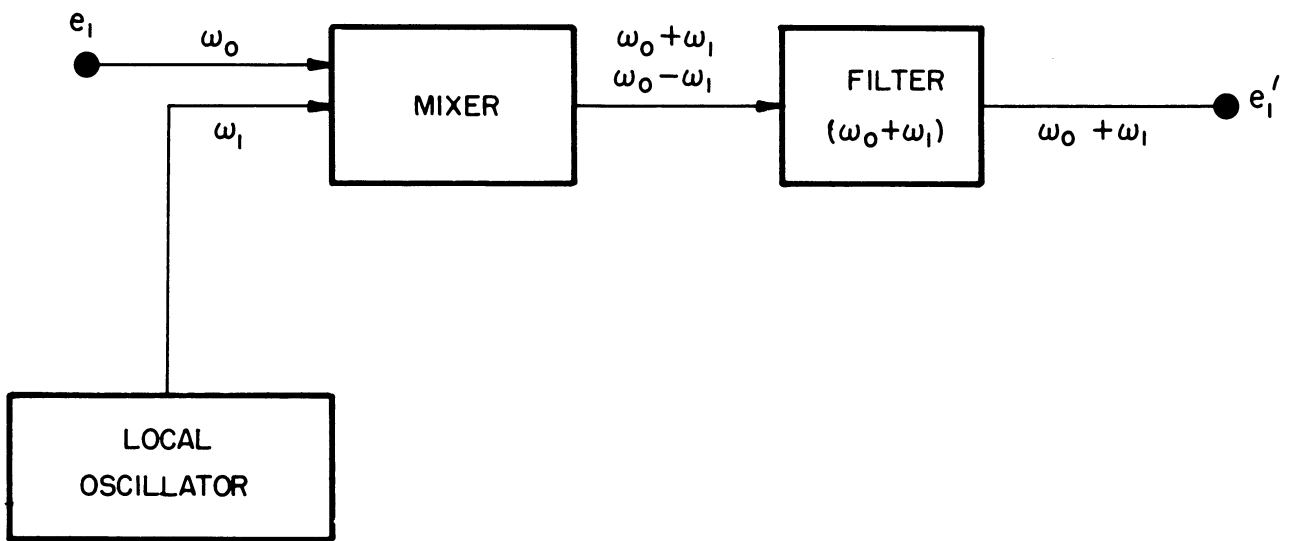 e₁
ω₀
ω₁
MIXER
ω₀+ω₁
ω₀-ω₁
FILTER
(ω₀+ω₁)
ω₀+ω₁
e₁′
LOCAL
OSCILLATOR